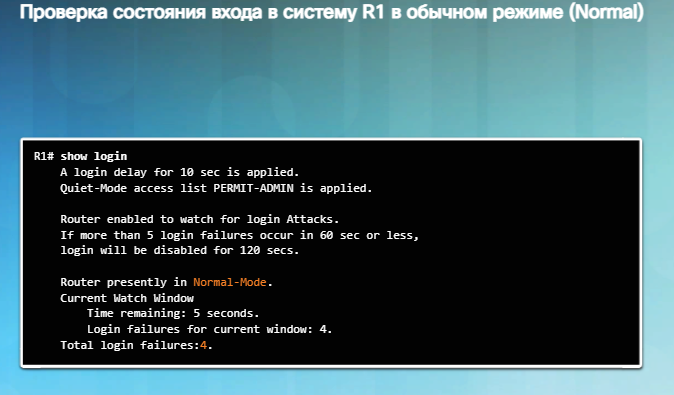 Проверка состояния входа в систему R1 в обычном режиме (Normal)
R1# show login
A login delay for 10 sec is applied.
Quiet-Mode access list PERMIT-ADMIN is applied.
Router enabled to watch for login Attacks.
If more than 5 login failures occur in 60 sec or less,
login will be disabled for 120 secs.
Router presently in Normal-Mode.
Current Watch Window
Time remaining: 5 seconds.
Login failures for current window: 4.
Total login failures:4.